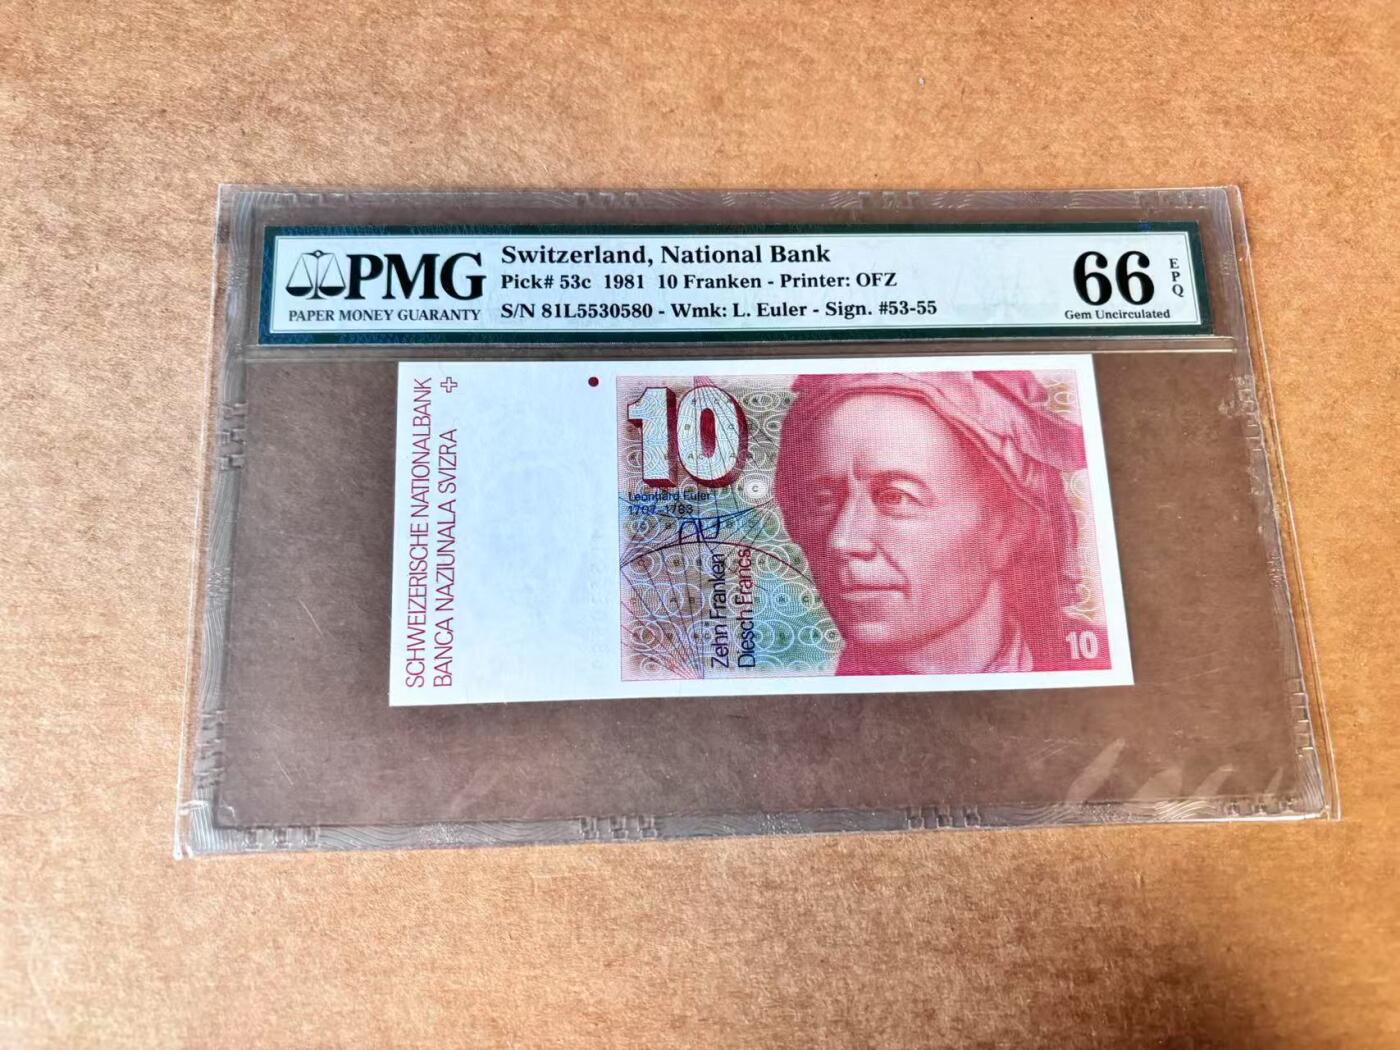 PMG
PAPER MONEY GUARANTY
Switzerland, National Bank
Pick# 53c 1981 10 Franken - Printer: OFZ
S/N 81L5530580 - Wmk: L. Euler - Sign. #53-55
66
EPQ
Gem Uncirculated
SCHWEIZERISCHE NATIONALBANK
BANCA NAZIUNALA SVIZRA
10
Leonhard Euler
1707-1783
Zehn Franken
Diesch Francs
10